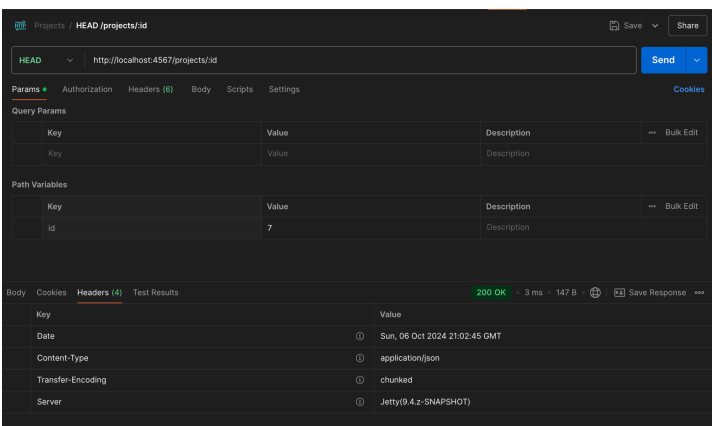 HTTP Projects / HEAD /projects/:id Save Share
HEAD http://localhost:4567/projects/:id Send
Params Authorization Headers (6) Body Scripts Settings Cookies
Query Params
Key Value Description Bulk Edit
Key Value Description
Path Variables
Key Value Description Bulk Edit
id 7 Description
Body Cookies Headers (4) Test Results 200 OK 3 ms 147 B Save Response
Key Value
Date Sun, 06 Oct 2024 21:02:45 GMT
Content-Type application/json
Transfer-Encoding chunked
Server Jetty(9.4.z-SNAPSHOT)